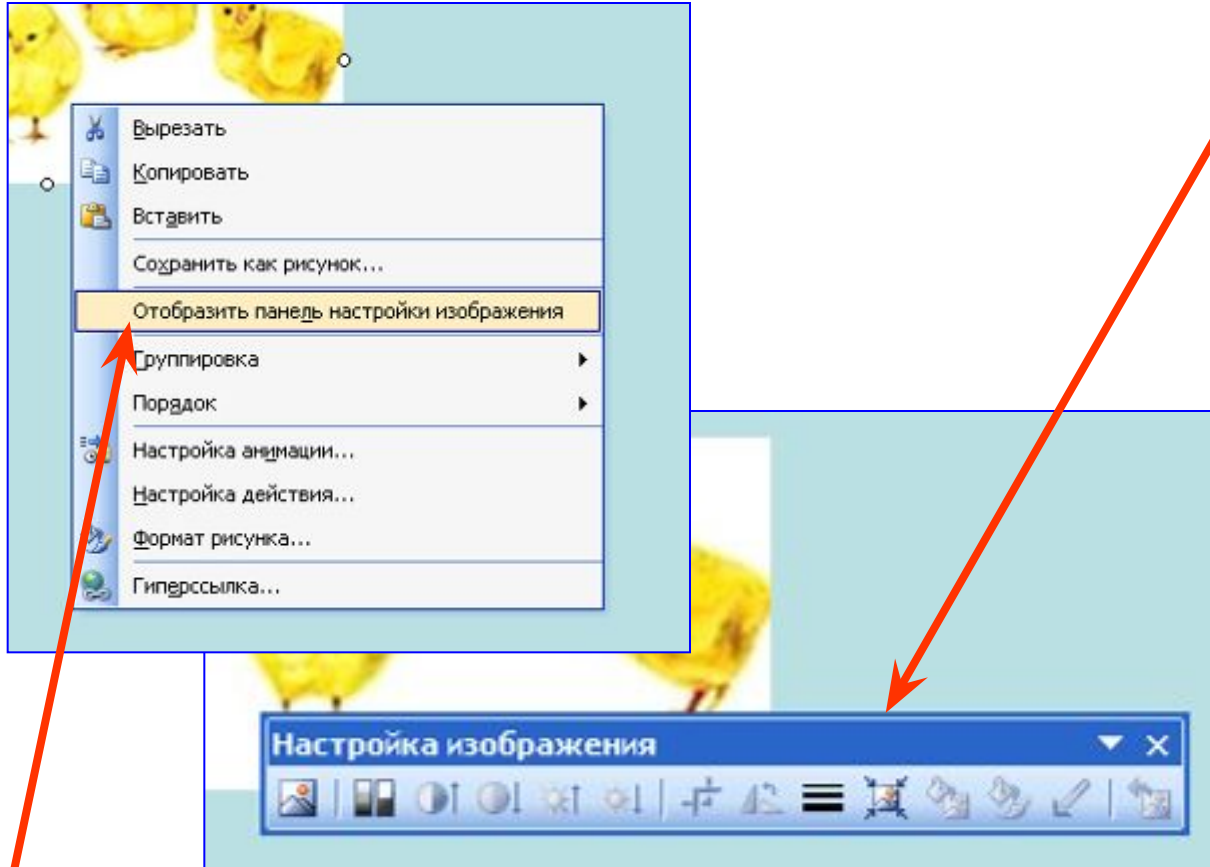 Вырезать
Копировать
Вставить
Сохранить как рисунок...
Отобразить панель настройки изображения
Группировка
Порядок
Настройка анимации...
Настройка действия...
Формат рисунка...
Гиперссылка...
Настройка изображения